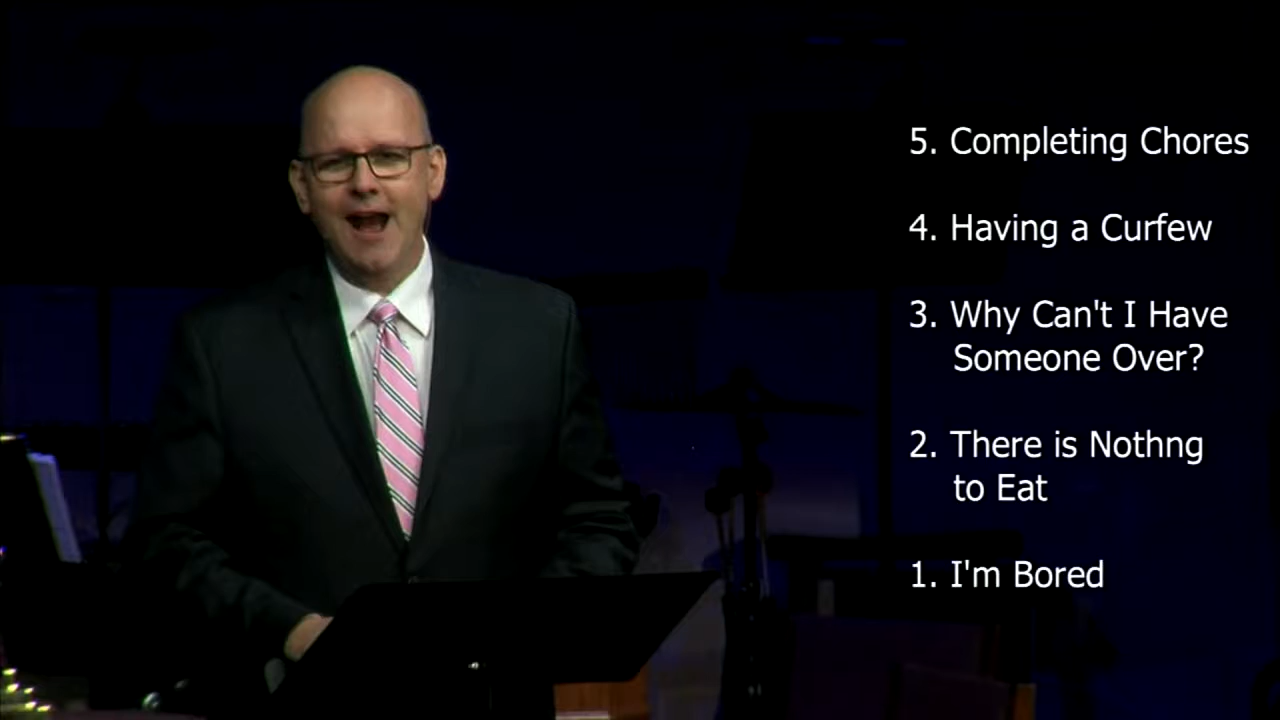 5. Completing Chores
4. Having a Curfew
3. Why Can't I Have
Someone Over?
2. There is Nothng
to Eat
1. I'm Bored